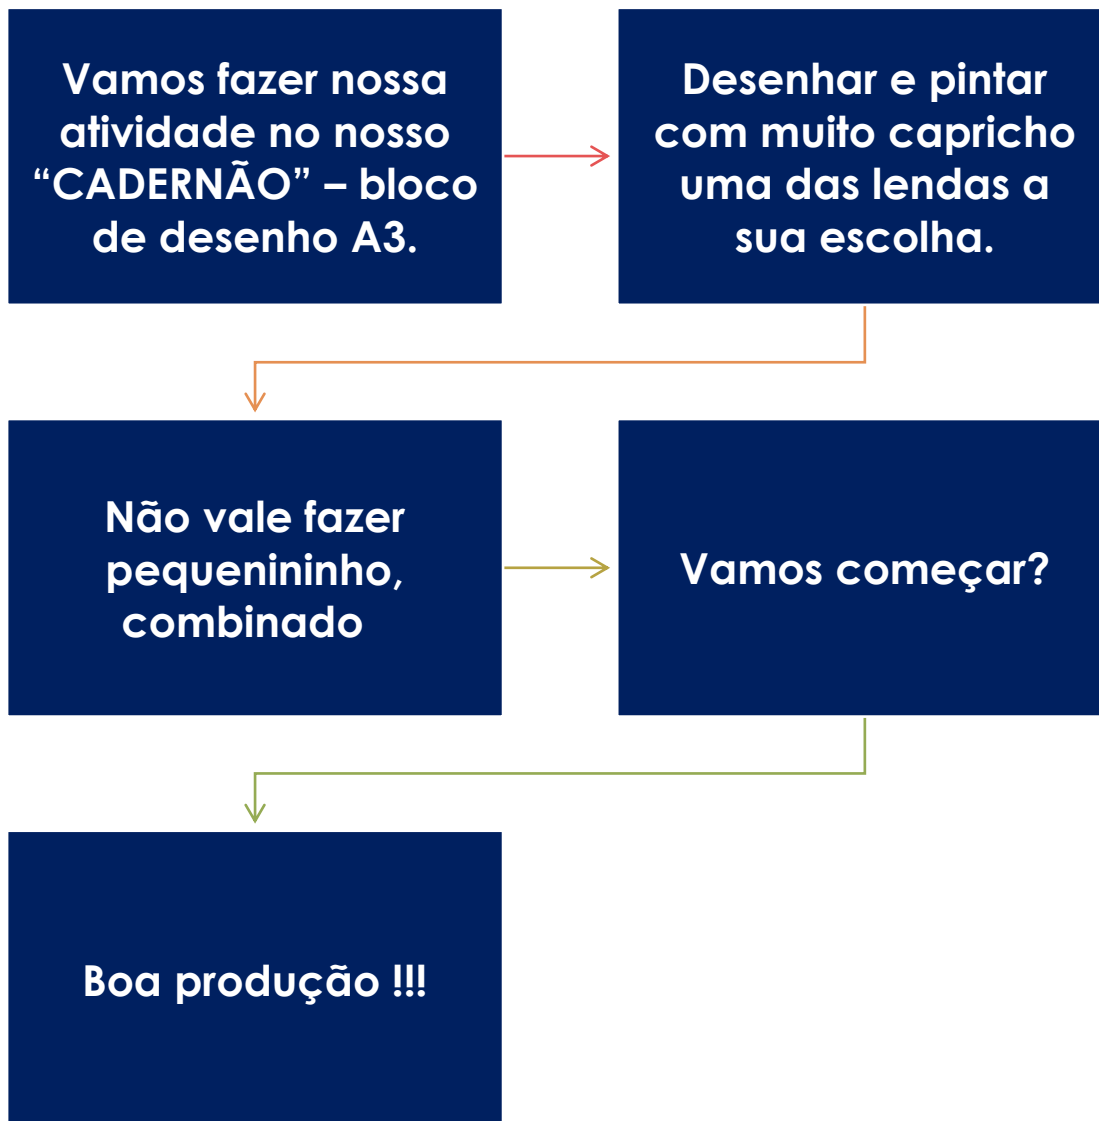 Vamos fazer nossa
atividade no nosso
“CADERNÃO” – bloco
de desenho A3.
Desenhar e pintar
com muito capricho
uma das lendas a
sua escolha.
Não vale fazer
pequenininho,
combinado
Vamos começar?
Boa produção !!!